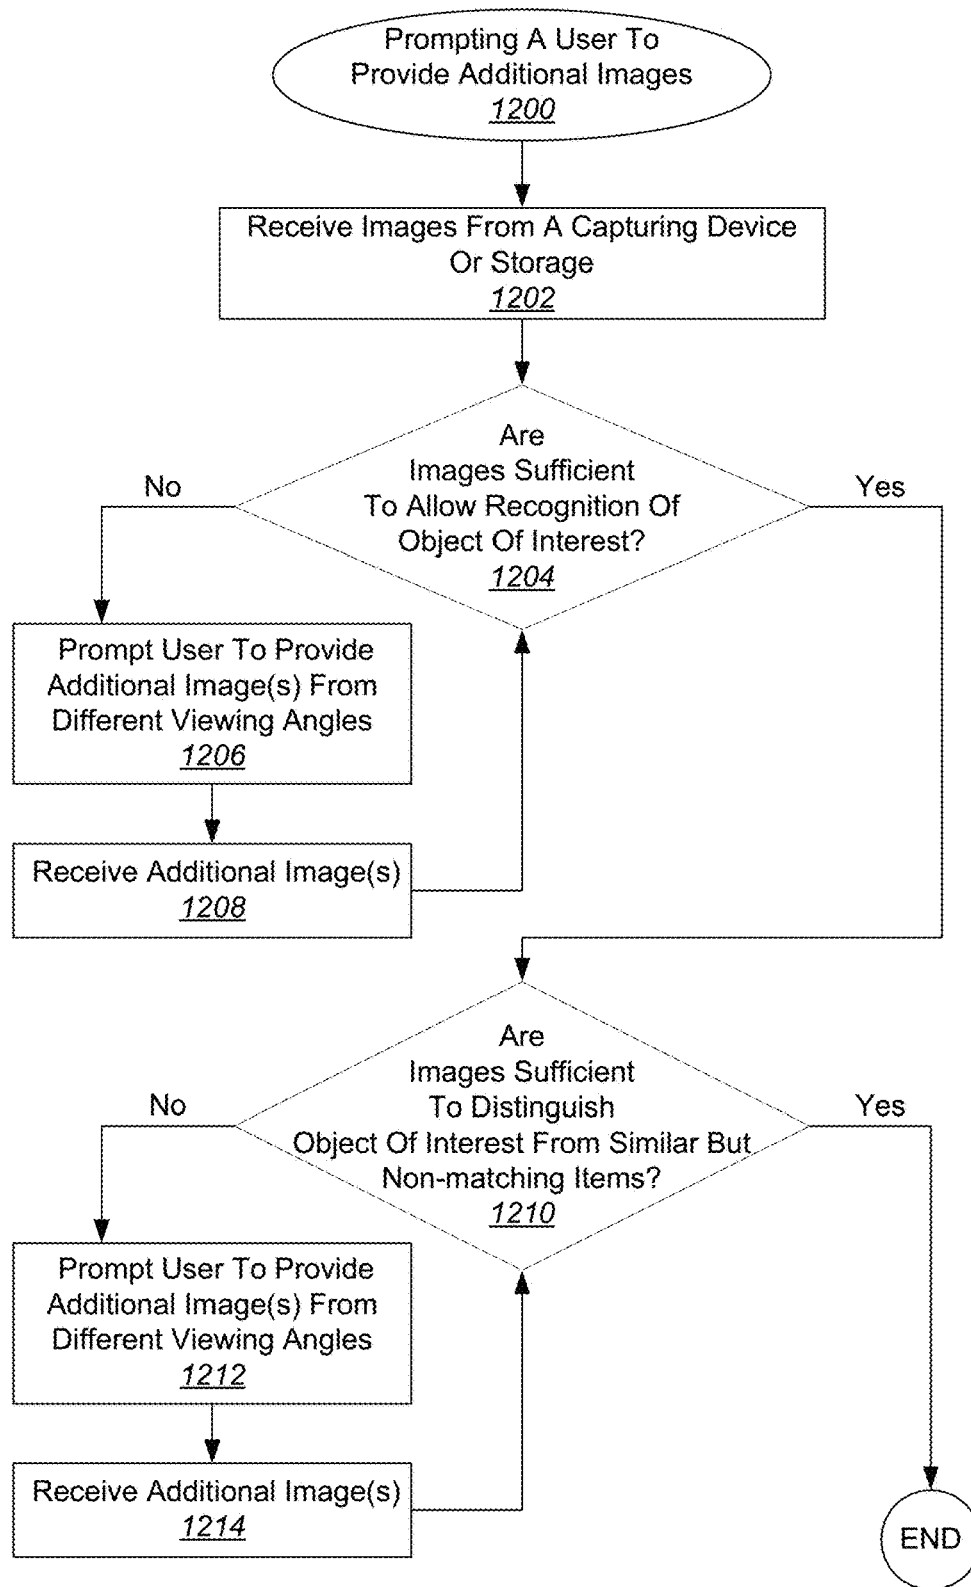 Prompting A User To
Provide Additional Images
1200
Receive Images From A Capturing Device
Or Storage
1202
Are
Images Sufficient
To Allow Recognition Of
Object Of Interest?
1204
No
Yes
Prompt User To Provide
Additional Image(s) From
Different Viewing Angles
1206
Receive Additional Image(s)
1208
Are
Images Sufficient
To Distinguish
Object Of Interest From Similar But
Non-matching Items?
1210
No
Yes
Prompt User To Provide
Additional Image(s) From
Different Viewing Angles
1212
Receive Additional Image(s)
1214
END